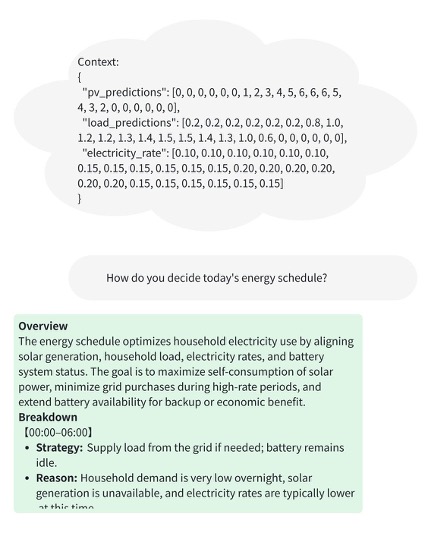 Context:
{
"pv_predictions": [0, 0, 0, 0, 0, 0, 1, 2, 3, 4, 5, 6, 6, 6, 5,
4, 3, 2, 0, 0, 0, 0, 0, 0],
"load_predictions": [0.2, 0.2, 0.2, 0.2, 0.2, 0.2, 0.8, 1.0,
1.2, 1.2, 1.3, 1.4, 1.5, 1.5, 1.4, 1.3, 1.0, 0.6, 0, 0, 0, 0, 0, 0],
"electricity_rate": [0.10, 0.10, 0.10, 0.10, 0.10, 0.10,
0.15, 0.15, 0.15, 0.15, 0.15, 0.15, 0.20, 0.20, 0.20, 0.20,
0.20, 0.20, 0.15, 0.15, 0.15, 0.15, 0.15, 0.15]
}
How do you decide today's energy schedule?
Overview
The energy schedule optimizes household electricity use by aligning
solar generation, household load, electricity rates, and battery
system status. The goal is to maximize self-consumption of solar
power, minimize grid purchases during high-rate periods, and
extend battery availability for backup or economic benefit.
Breakdown
【00:00–06:00】
• Strategy: Supply load from the grid if needed; battery remains
idle.
• Reason: Household demand is very low overnight, solar
generation is unavailable, and electricity rates are typically lower
at this time